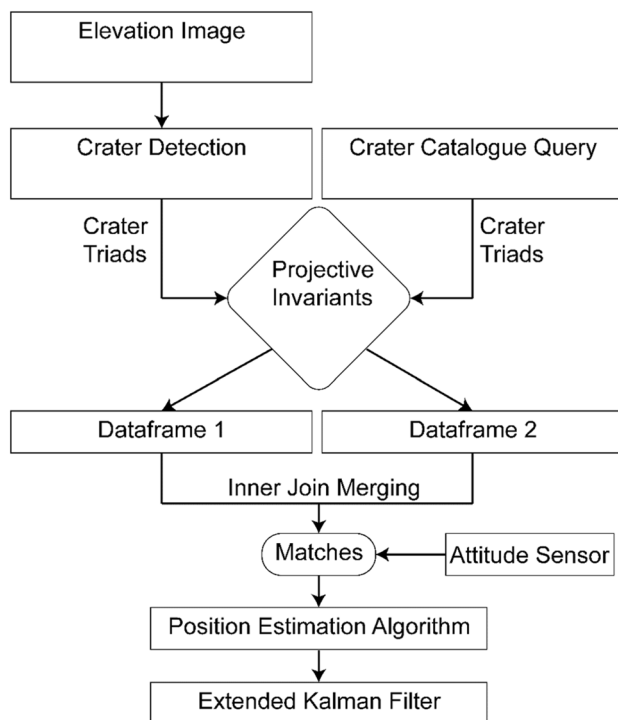 Elevation Image
Crater Detection
Crater Catalogue Query
Crater
Triads
Crater
Triads
Projective
Invariants
Dataframe 1
Dataframe 2
Inner Join Merging
Matches
Attitude Sensor
Position Estimation Algorithm
Extended Kalman Filter